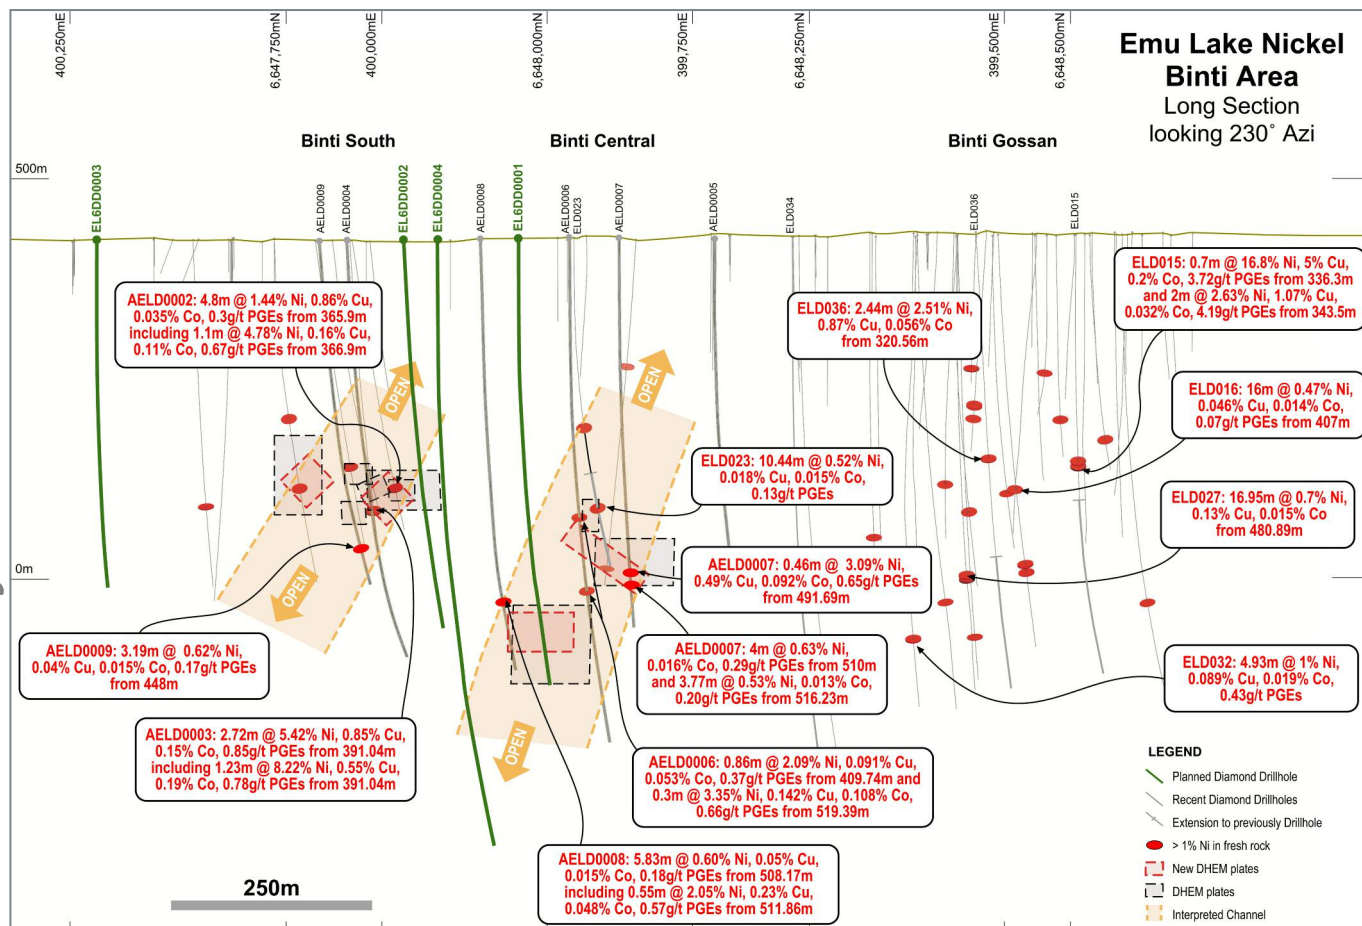 400,250mE
6,647,750mN
400,000mE
6,648,000mN
399,750mE
6,648,250mN
399,500mE
6,648,500mN
Emu Lake Nickel
Binti Area
Long Section
looking 230° Azi
Binti South
Binti Central
Binti Gossan
500m
EL6DD0003
AELD0009
AELD0004
EL6DD0002
EL6DD0004
AELD0008
EL6DD0001
AELD0006
ELD023
AELD0007
AELD0005
ELD034
ELD036
ELD015
AELD0002: 4.8m @ 1.44% Ni, 0.86% Cu,
0.035% Co, 0.3g/t PGEs from 365.9m
including 1.1m @ 4.78% Ni, 0.16% Cu,
0.11% Co, 0.67g/t PGEs from 366.9m
ELD036: 2.44m @ 2.51% Ni,
0.87% Cu, 0.056% Co
from 320.56m
ELD015: 0.7m @ 16.8% Ni, 5% Cu,
0.2% Co, 3.72g/t PGEs from 336.3m
and 2m @ 2.63% Ni, 1.07% Cu,
0.032% Co, 4.19g/t PGEs from 343.5m
ELD016: 16m @ 0.47% Ni,
0.046% Cu, 0.014% Co,
0.07g/t PGEs from 407m
OPEN
OPEN
ELD023: 10.44m @ 0.52% Ni,
0.018% Cu, 0.015% Co,
0.13g/t PGEs
ELD027: 16.95m @ 0.7% Ni,
0.13% Cu, 0.015% Co
from 480.89m
0m
AELD0007: 0.46m @ 3.09% Ni,
0.49% Cu, 0.092% Co, 0.65g/t PGEs
from 491.69m
OPEN
AELD0009: 3.19m @ 0.62% Ni,
0.04% Cu, 0.015% Co, 0.17g/t PGEs
from 448m
AELD0007: 4m @ 0.63% Ni,
0.016% Co, 0.29g/t PGEs from 510m
and 3.77m @ 0.53% Ni, 0.013% Co,
0.20g/t PGEs from 516.23m
ELD032: 4.93m @ 1% Ni,
0.089% Cu, 0.019% Co,
0.43g/t PGEs
AELD0003: 2.72m @ 5.42% Ni, 0.85% Cu,
0.15% Co, 0.85g/t PGEs from 391.04m
including 1.23m @ 8.22% Ni, 0.55% Cu,
0.19% Co, 0.78g/t PGEs from 391.04m
OPEN
AELD0006: 0.86m @ 2.09% Ni, 0.091% Cu,
0.053% Co, 0.37g/t PGEs from 409.74m and
0.3m @ 3.35% Ni, 0.142% Cu, 0.108% Co,
0.66g/t PGEs from 519.39m
AELD0008: 5.83m @ 0.60% Ni, 0.05% Cu,
0.015% Co, 0.18g/t PGEs from 508.17m
including 0.55m @ 2.05% Ni, 0.23% Cu,
0.048% Co, 0.57g/t PGEs from 511.86m
250m
LEGEND
Planned Diamond Drillhole
Recent Diamond Drillholes
Extension to previously Drillhole
> 1% Ni in fresh rock
New DHEM plates
DHEM plates
Interpreted Channel